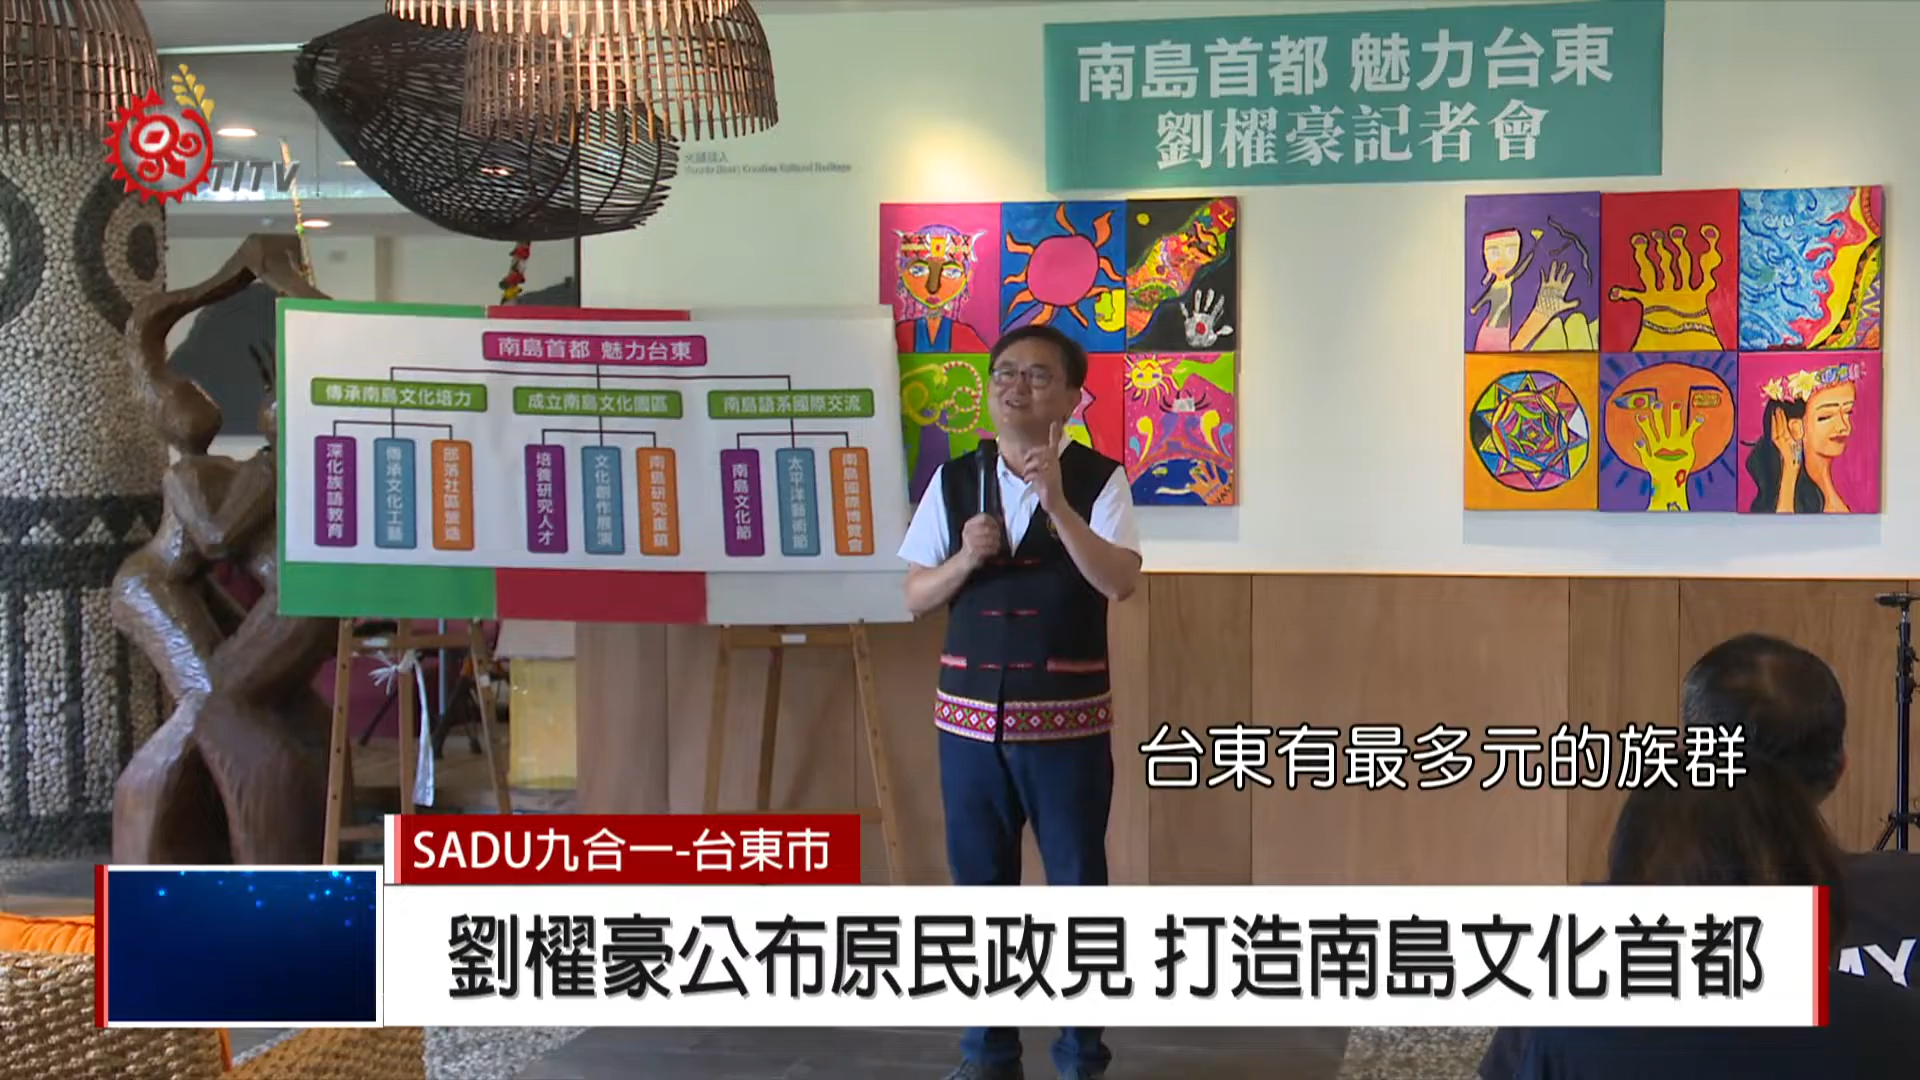 南島首都 魅力台東
劉櫂豪記者會
TITV
南島首都 魅力台東
傳承南島文化培力
成立南島文化園區
南島語系國際交流
深化族語教育
傳承文化工藝
部落社區營造
培養研究人才
文化創作展演
南島研究重鎮
南島文化節
太平洋藝術節
南島國際博覽會
台東有最多元的族群
SADU九合一-台東市
劉櫂豪公布原民政見 打造南島文化首都
MY